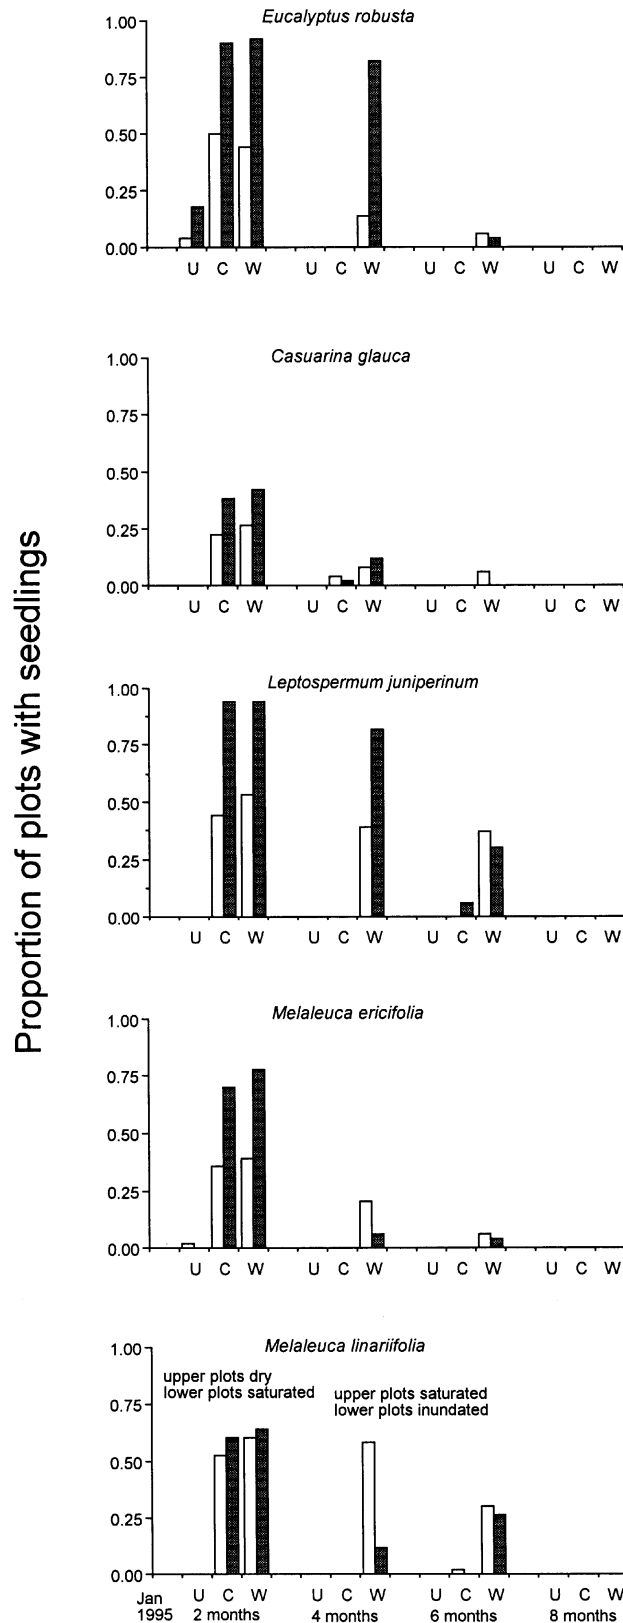 Proportion of plots with seedlings
Eucalyptus robusta
1.00
0.75
0.50
0.25
0.00
U C W U C W U C W U C W
Casuarina glauca
1.00
0.75
0.50
0.25
0.00
U C W U C W U C W U C W
Leptospermum juniperinum
1.00
0.75
0.50
0.25
0.00
U C W U C W U C W U C W
Melaleuca ericifolia
1.00
0.75
0.50
0.25
0.00
U C W U C W U C W U C W
Melaleuca linariifolia
1.00
upper plots dry
lower plots saturated
upper plots saturated
lower plots inundated
0.75
0.50
0.25
0.00
Jan U C W U C W U C W U C W
1995 2 months 4 months 6 months 8 months